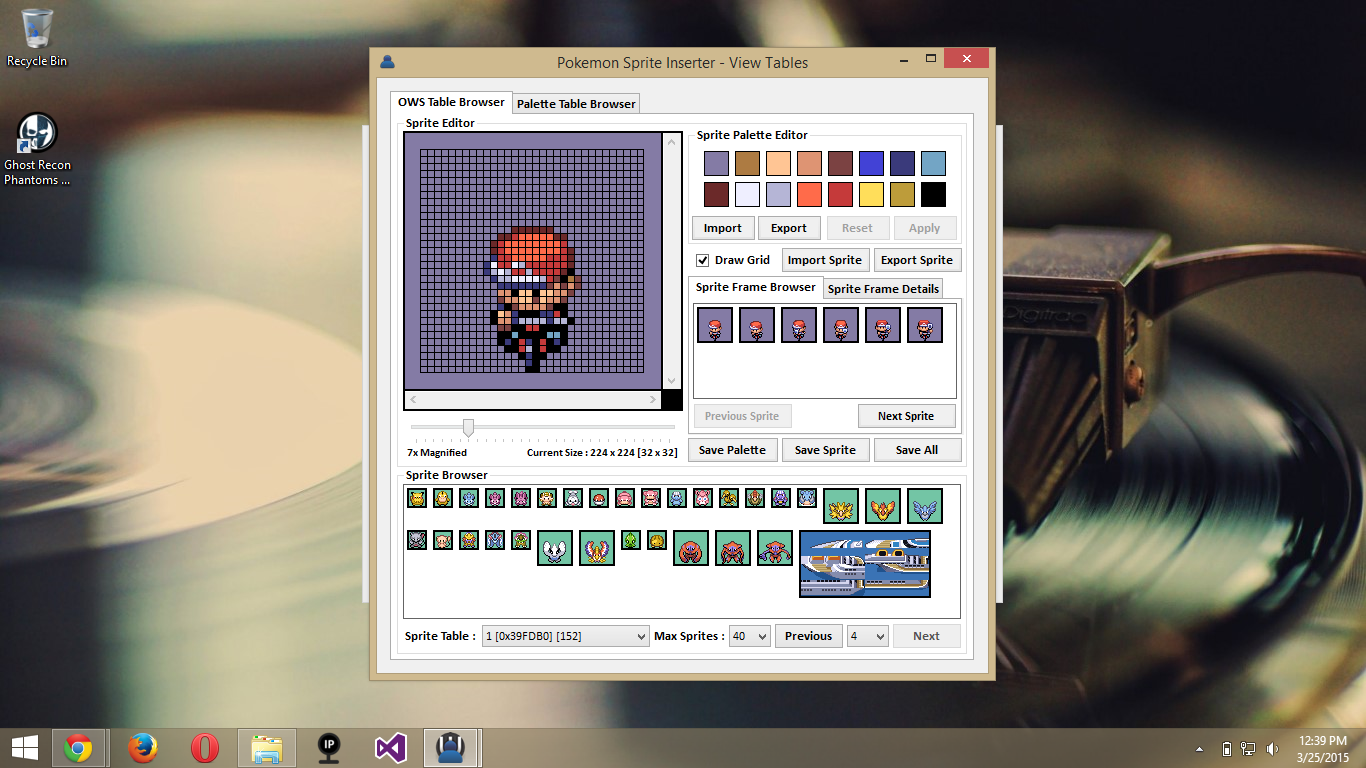 Recycle Bin
Ghost Recon
Phantoms ...
Pokemon Sprite Inserter - View Tables
OWS Table Browser
Palette Table Browser
Sprite Editor
Sprite Palette Editor
Import
Export
Reset
Apply
Draw Grid
Import Sprite
Export Sprite
Sprite Frame Browser
Sprite Frame Details
Previous Sprite
Next Sprite
7x Magnified
Current Size : 224 x 224 [32 x 32]
Save Palette
Save Sprite
Save All
Sprite Browser
Sprite Table :
1 [0x39FDB0] [152]
Max Sprites :
40
Previous
4
Next
Digitrac
IP
12:39 PM
3/25/2015